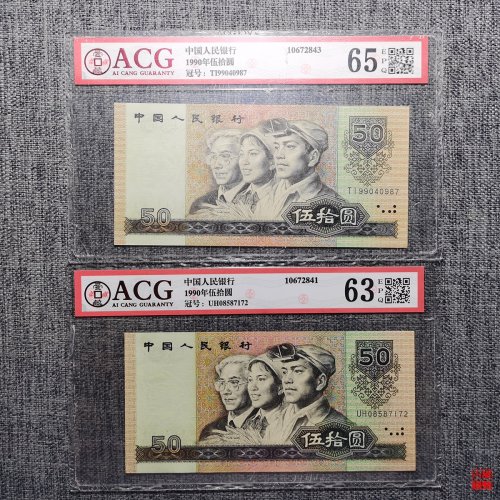 ACG
AI CANG GUARANTY
中国人民银行
1990年伍拾圆
冠号：TI99040987
10672843
65 EPQ
中国人民银行
50
TI99040987
50
伍拾圆
ACG
AI CANG GUARANTY
中国人民银行
1990年伍拾圆
冠号：UH08587172
10672841
63 EPQ
中国人民银行
50
UH08587172
50
伍拾圆